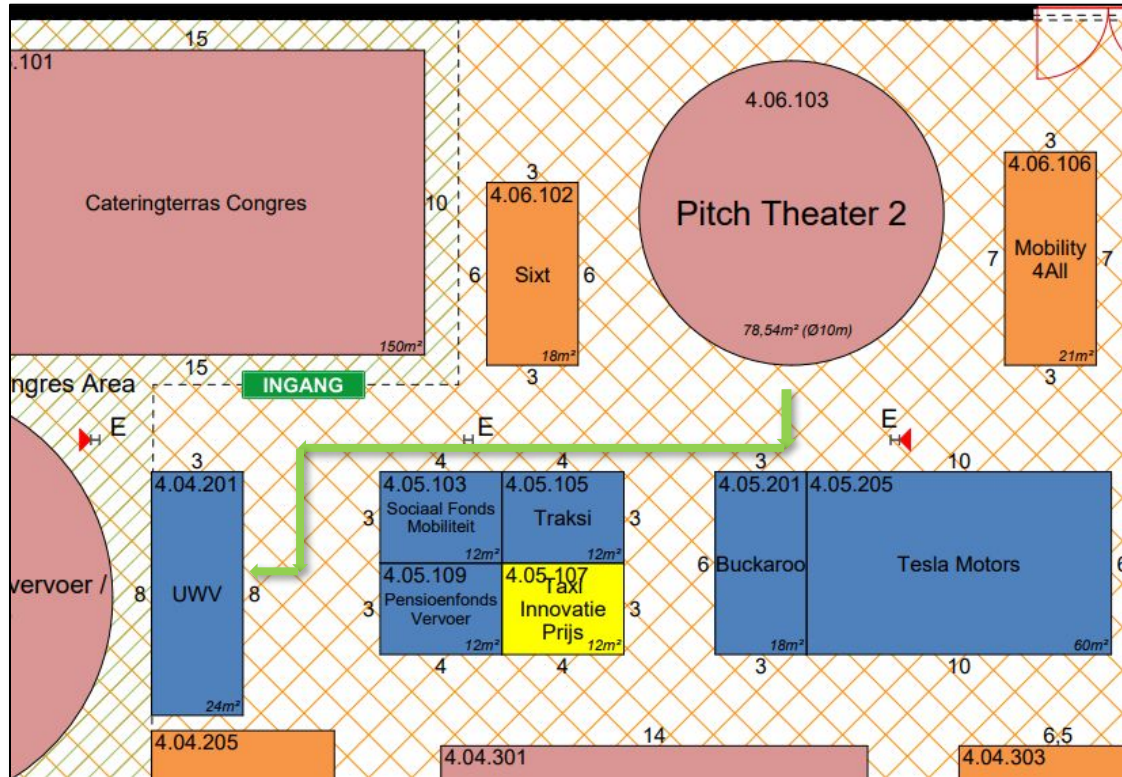 15
.101
Cateringterras Congres
10
150m²
15
ngres Area
INGANG
3
4.06.102
6
Sixt
6
18m²
3
4.06.103
Pitch Theater 2
78,54m² (Ø10m)
3
4.06.106
7
Mobility
4All
7
21m²
3
E
E
E
3
4.04.201
8
UWV
8
24m²
vervoer /
4
4
4.05.103
Sociaal Fonds
Mobiliteit
3
12m²
4.05.105
Traksi
3
12m²
4.05.109
Pensioenfonds
Vervoer
3
12m²
4.05.107
Taxi
Innovatie
Prijs
3
12m²
4
4
3
4.05.201
6
Buckaroo
18m²
3
10
4.05.205
Tesla Motors
6
60m²
10
4.04.205
14
4.04.301
6,5
4.04.303